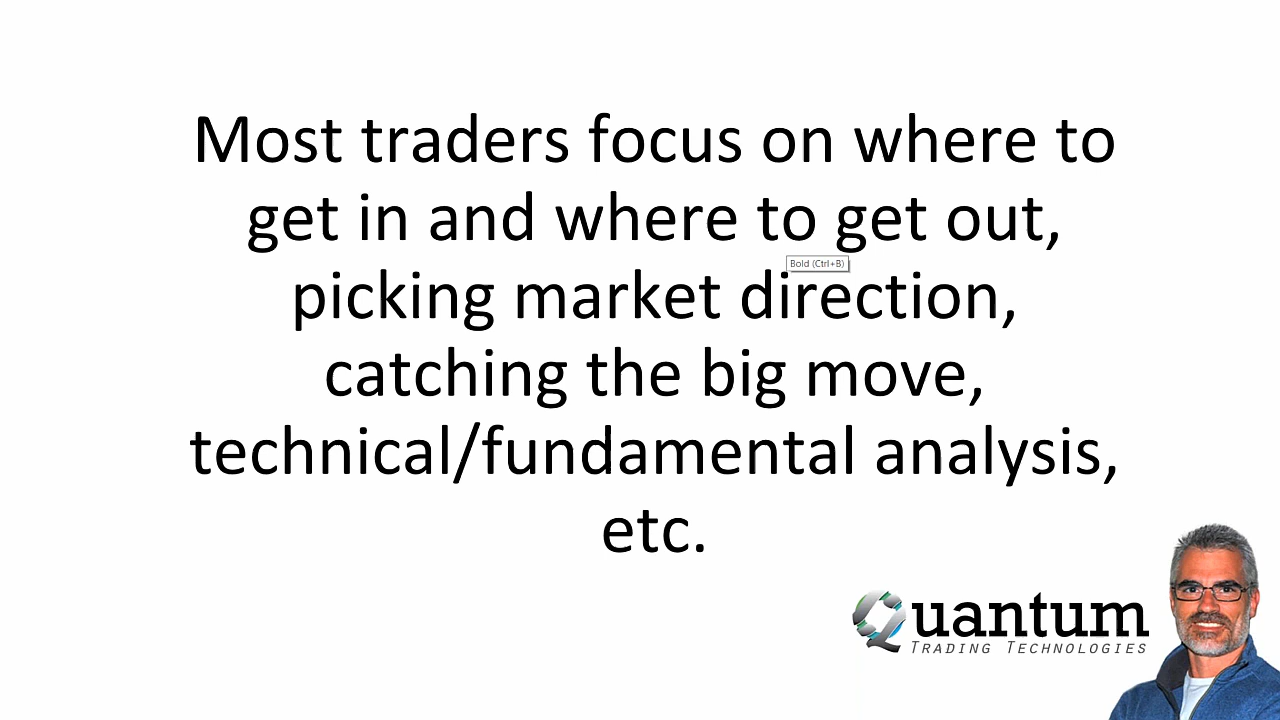 Most traders focus on where to
get in and where to get out,
Bold (Ctrl+B)
picking market direction,
catching the big move,
technical/fundamental analysis,
etc.
Quantum
TRADING TECHNOLOGIES